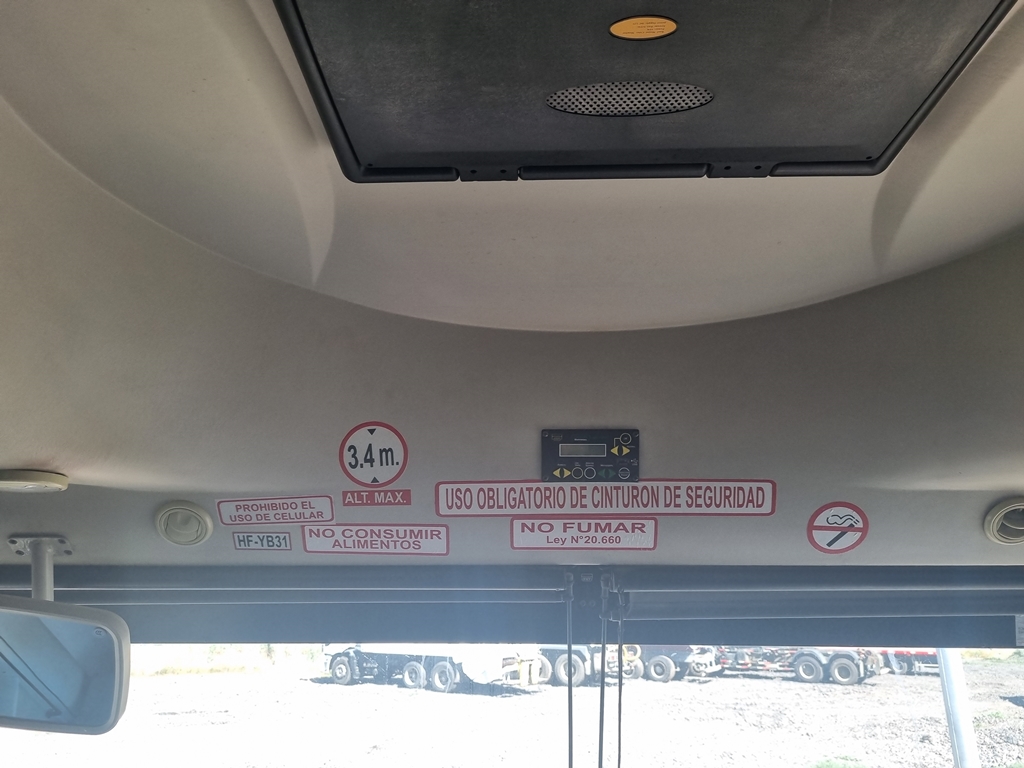 3.4 m.
ALT. MAX.
PROHIBIDO EL
USO DE CELULAR
HF-YB31
NO CONSUMIR
ALIMENTOS
USO OBLIGATORIO DE CINTURON DE SEGURIDAD
NO FUMAR
Ley N°20.660